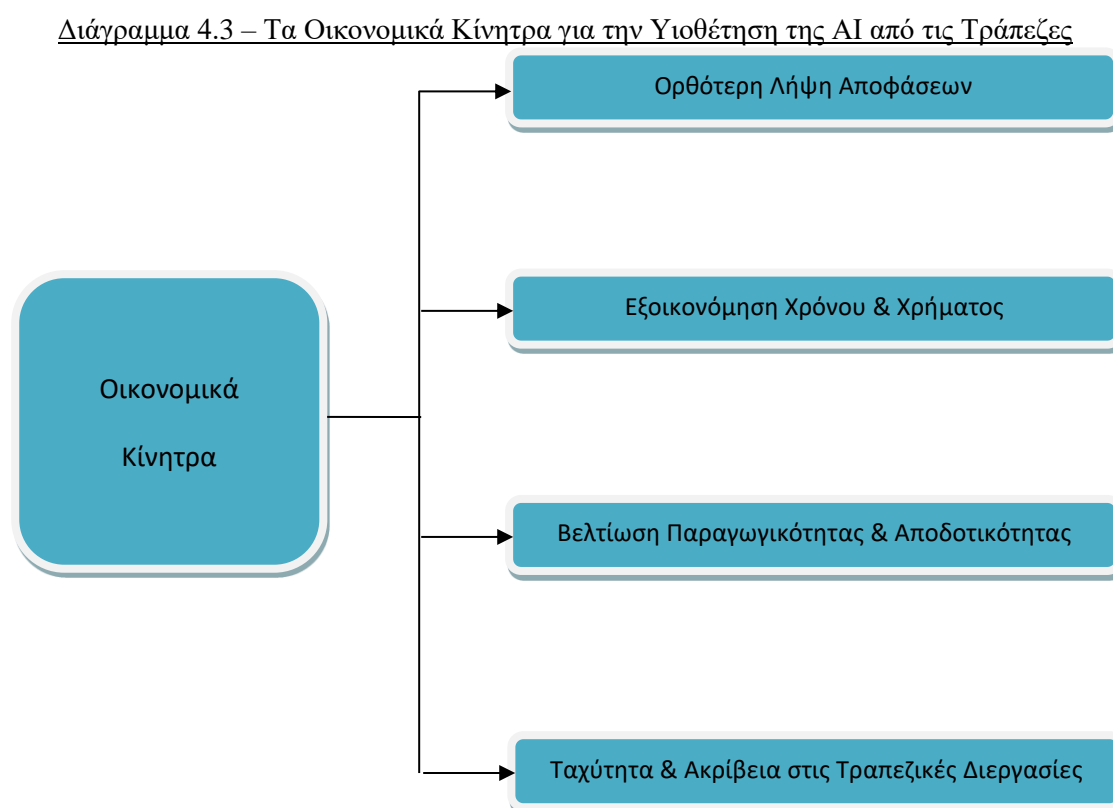 Διάγραμμα 4.3 – Τα Οικονομικά Κίνητρα για την Υιοθέτηση της AI από τις Τράπεζες
Ορθότερη Λήψη Αποφάσεων
Εξοικονόμηση Χρόνου & Χρήματος
Οικονομικά
Κίνητρα
Βελτίωση Παραγωγικότητας & Αποδοτικότητας
Ταχύτητα & Ακρίβεια στις Τραπεζικές Διεργασίες